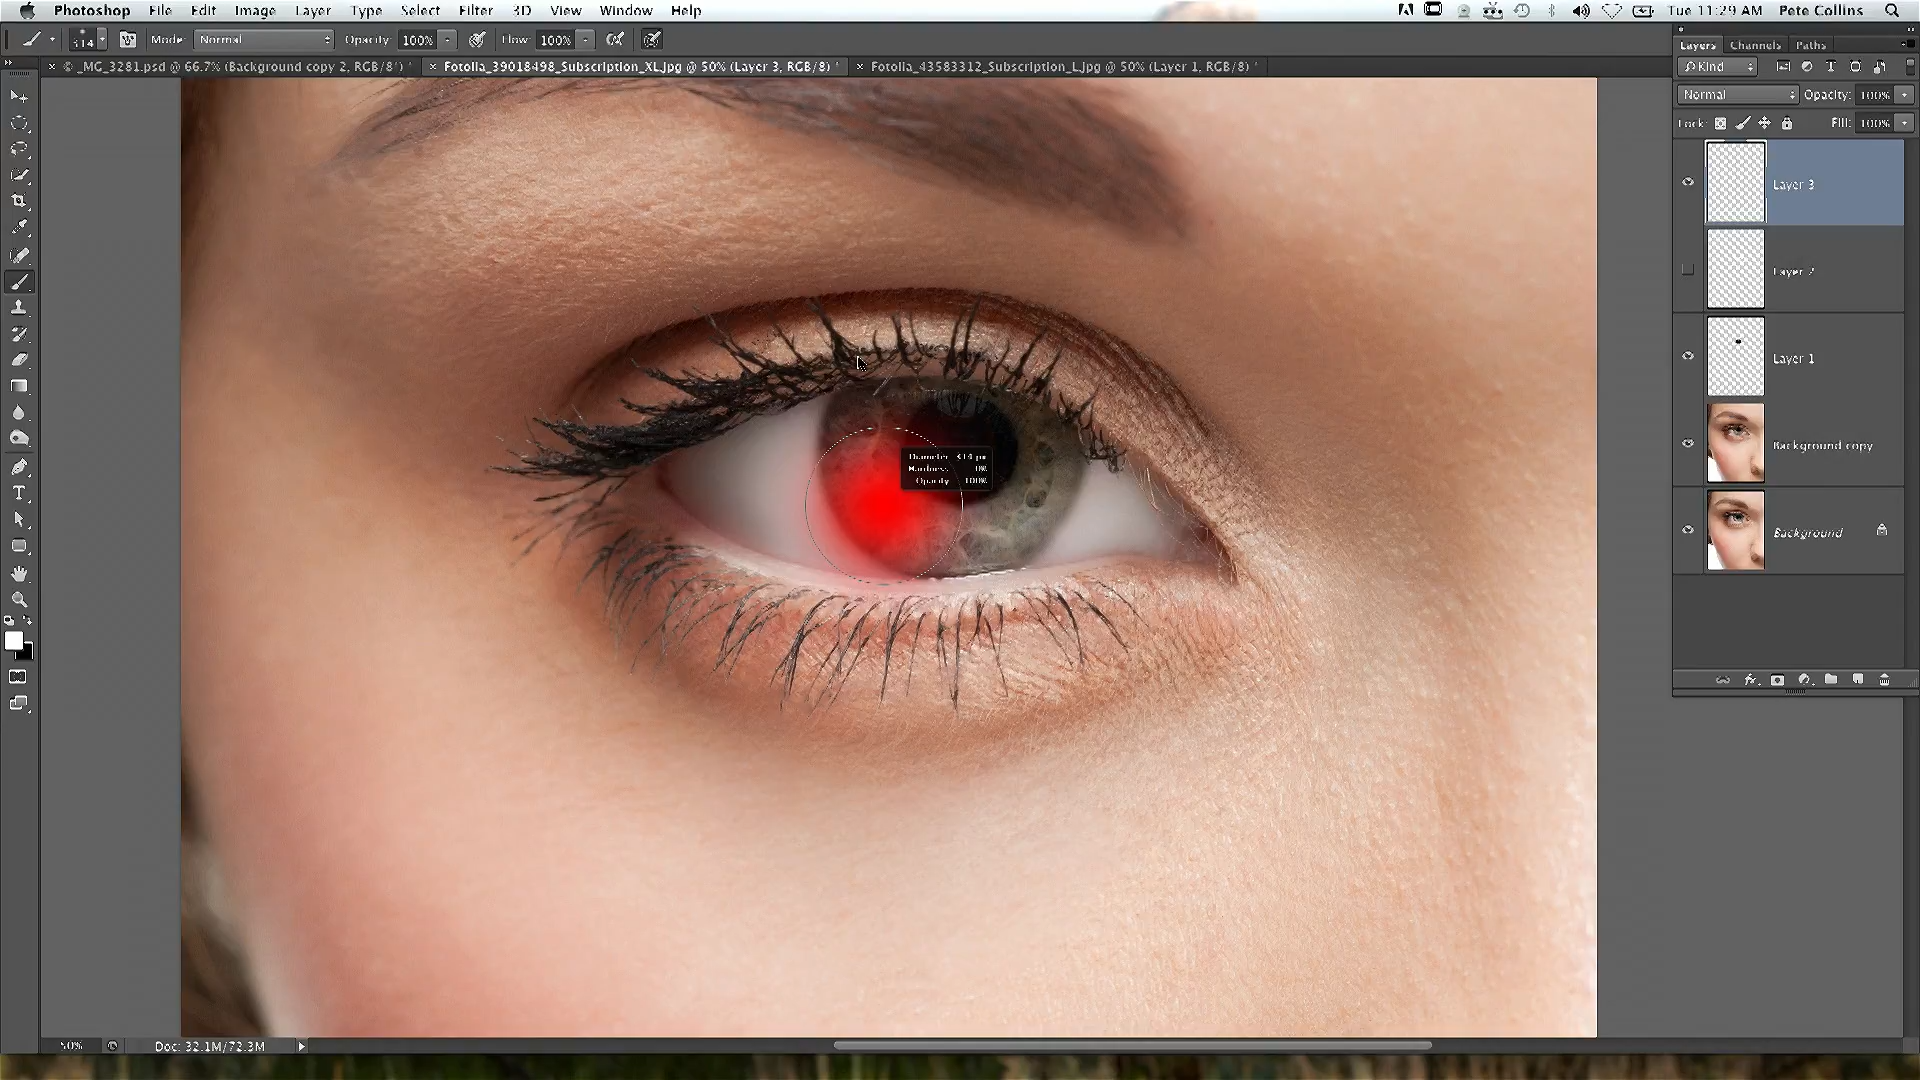 Photoshop File Edit Image Layer Type Select Filter 3D View Window Help Tue 11:29 AM Pete Collins
314 Mode: Normal Opacity: 100% Flow: 100%
× © _MG_3281.psd @ 66.7% (Background copy 2, RGB/8*) * × Fotolia_39018498_Subscription_XL.jpg @ 50% (Layer 3, RGB/8) * × Fotolia_43583312_Subscription_L.jpg @ 50% (Layer 1, RGB/8) *
Layers Channels Paths
Kind
Normal Opacity: 100%
Lock: Fill: 100%
Layer 3
Layer 2
Layer 1
Background copy
Background
Diameter: 314 px
Hardness: 0%
Opacity: 100%
50% Doc: 32.1M/72.3M